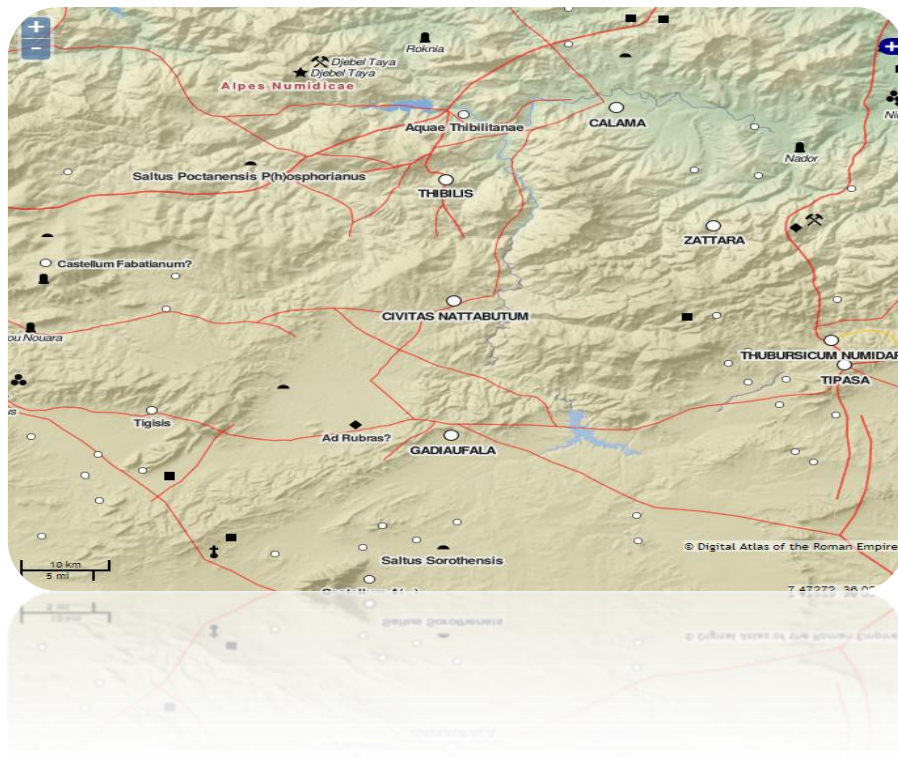 +
−
Roknia
Djebel Taya
Djebel Taya
Alpes Numidicae
CALAMA
Aquae Thibilitanae
Nador
Saltus Poctanensis P(h)osphorianus
THIBILIS
ZATTARA
Castellum Fabatianum?
CIVITAS NATTABUTUM
ou Nouara
THUBURSICUM NUMIDAR
TIPASA
Tigisis
Ad Rubras?
GADIAUFALA
Saltus Sorothensis
© Digital Atlas of the Roman Empire
10 km
5 mi